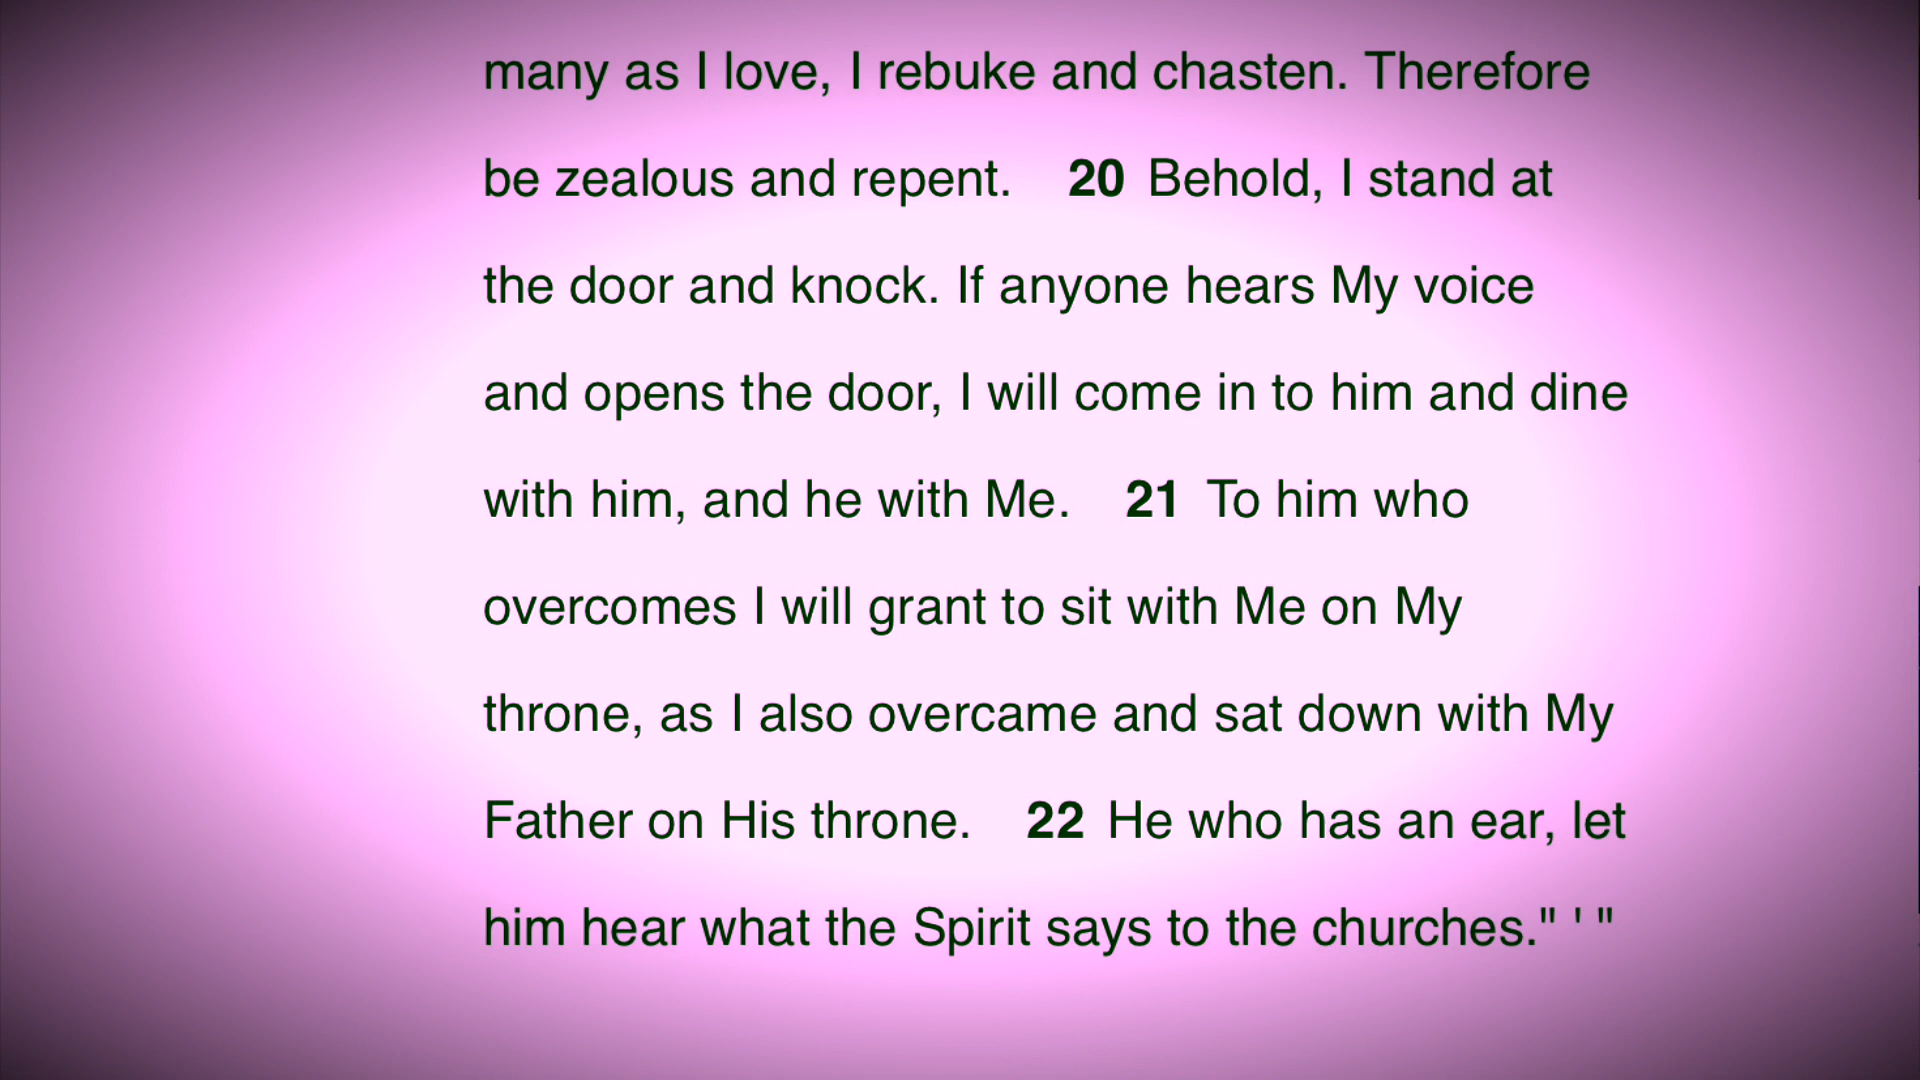 many as I love, I rebuke and chasten. Therefore
be zealous and repent. 20 Behold, I stand at
the door and knock. If anyone hears My voice
and opens the door, I will come in to him and dine
with him, and he with Me. 21 To him who
overcomes I will grant to sit with Me on My
throne, as I also overcame and sat down with My
Father on His throne. 22 He who has an ear, let
him hear what the Spirit says to the churches." ' "